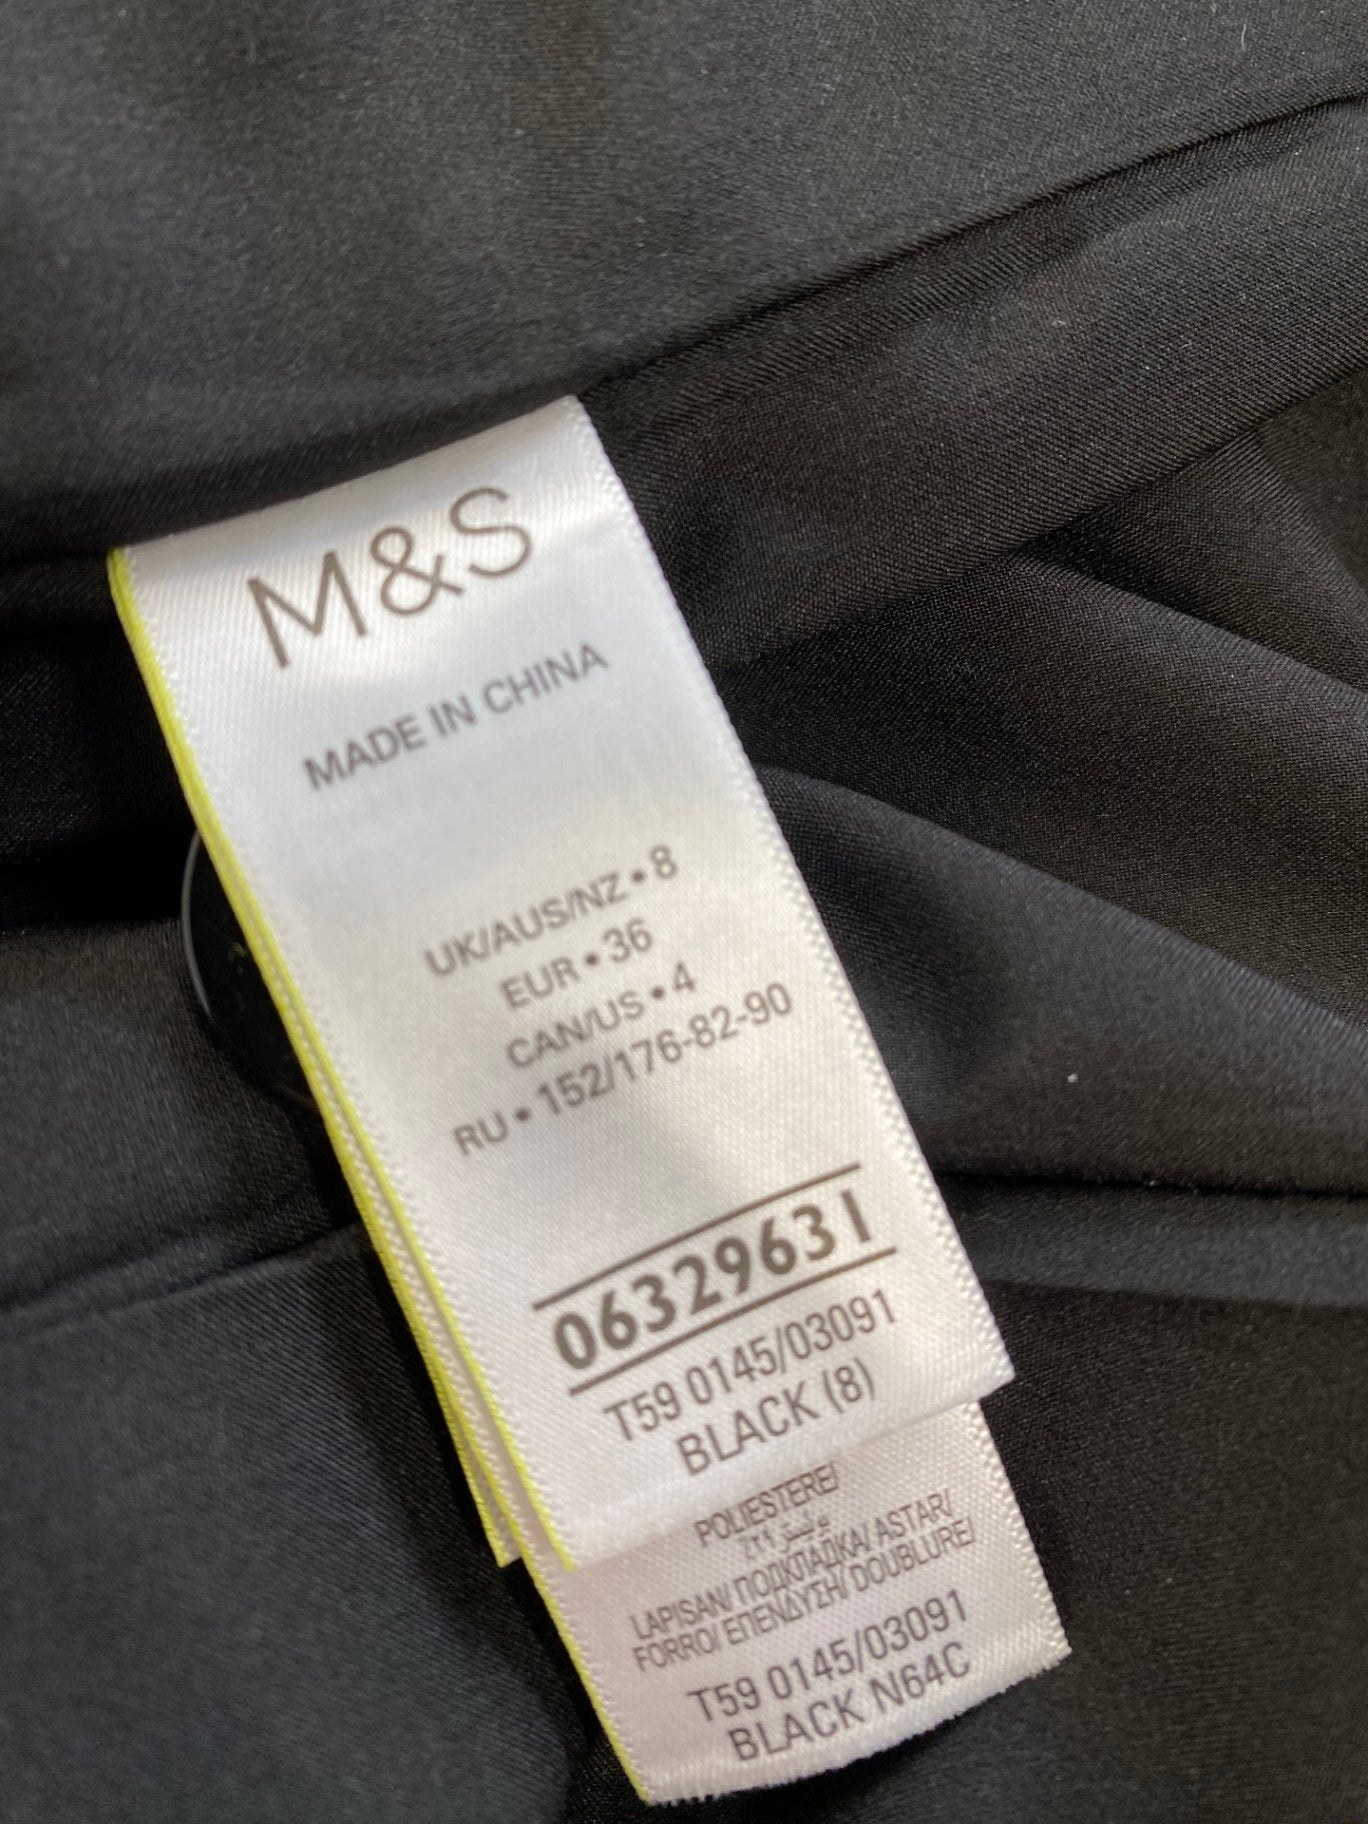 M&S
MADE IN CHINA
UK/AUS/NZ • 8
EUR • 36
CAN/US • 4
RU • 152/176-82-90
06329631
T59 0145/03091
BLACK (8)
POLIESTERE/
LAPISAN/ ПОДКЛАДКА/ ASTAR/
FORRO/ ΕΠΕΝΔΥΣΗ/ DOUBLURE/
T59 0145/03091
BLACK N64C